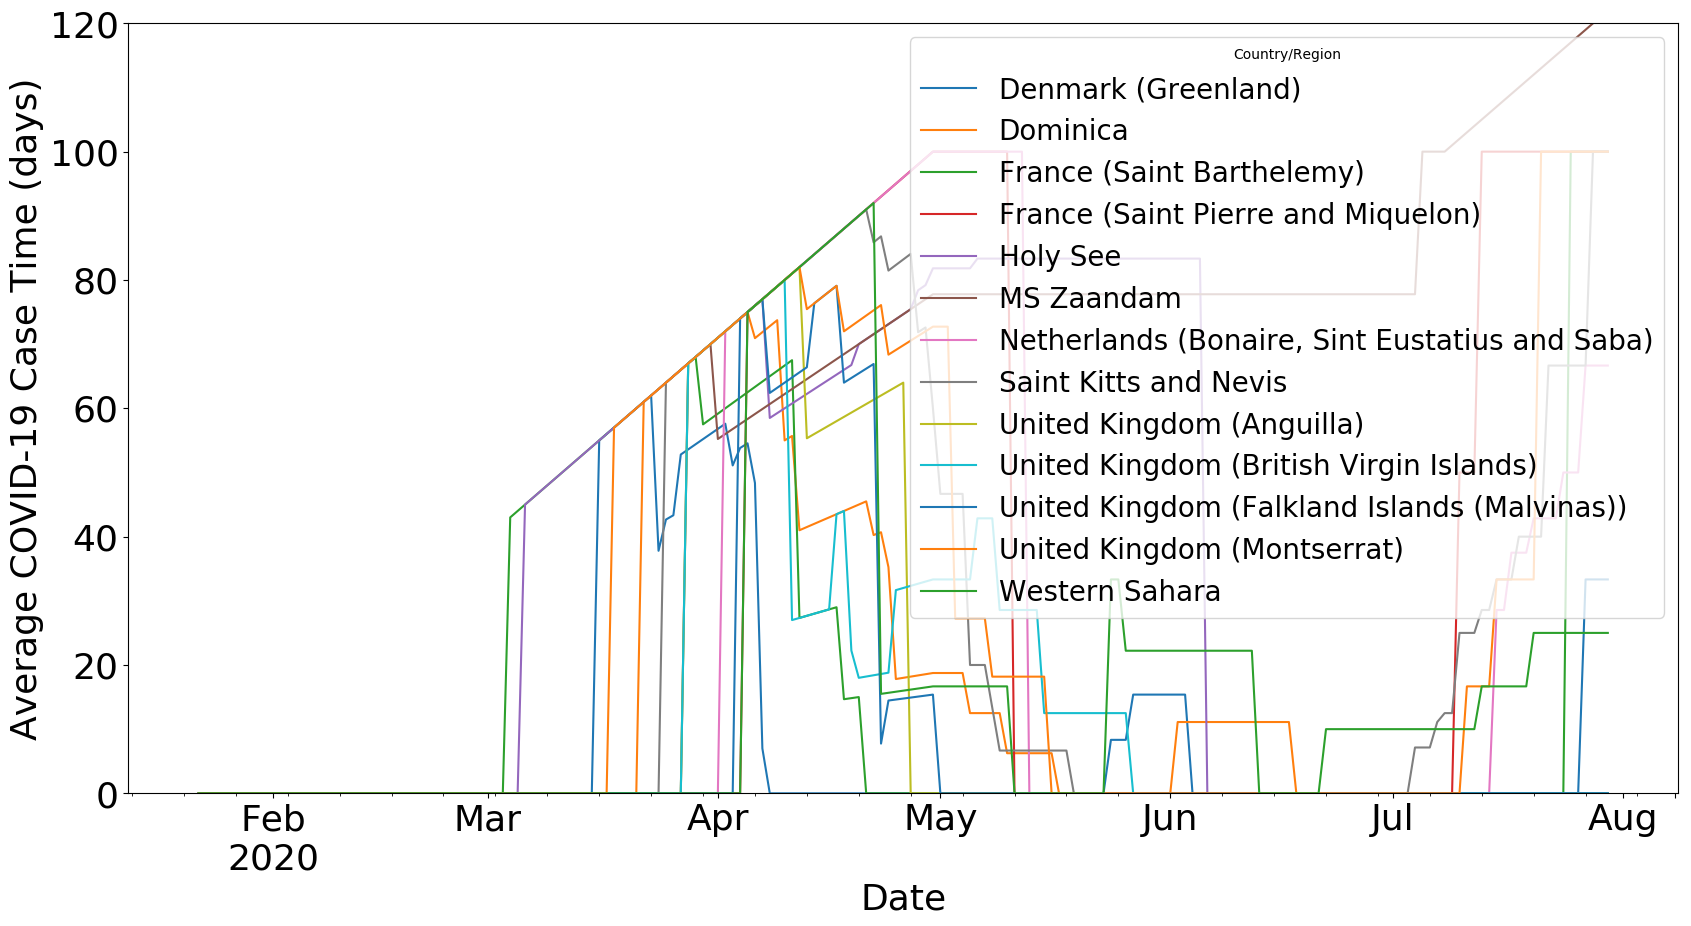 Average COVID-19 Case Time (days)
120
100
80
60
40
20
0
Country/Region
Denmark (Greenland)
Dominica
France (Saint Barthelemy)
France (Saint Pierre and Miquelon)
Holy See
MS Zaandam
Netherlands (Bonaire, Sint Eustatius and Saba)
Saint Kitts and Nevis
United Kingdom (Anguilla)
United Kingdom (British Virgin Islands)
United Kingdom (Falkland Islands (Malvinas))
United Kingdom (Montserrat)
Western Sahara
Feb Mar Apr May Jun Jul Aug
2020
Date